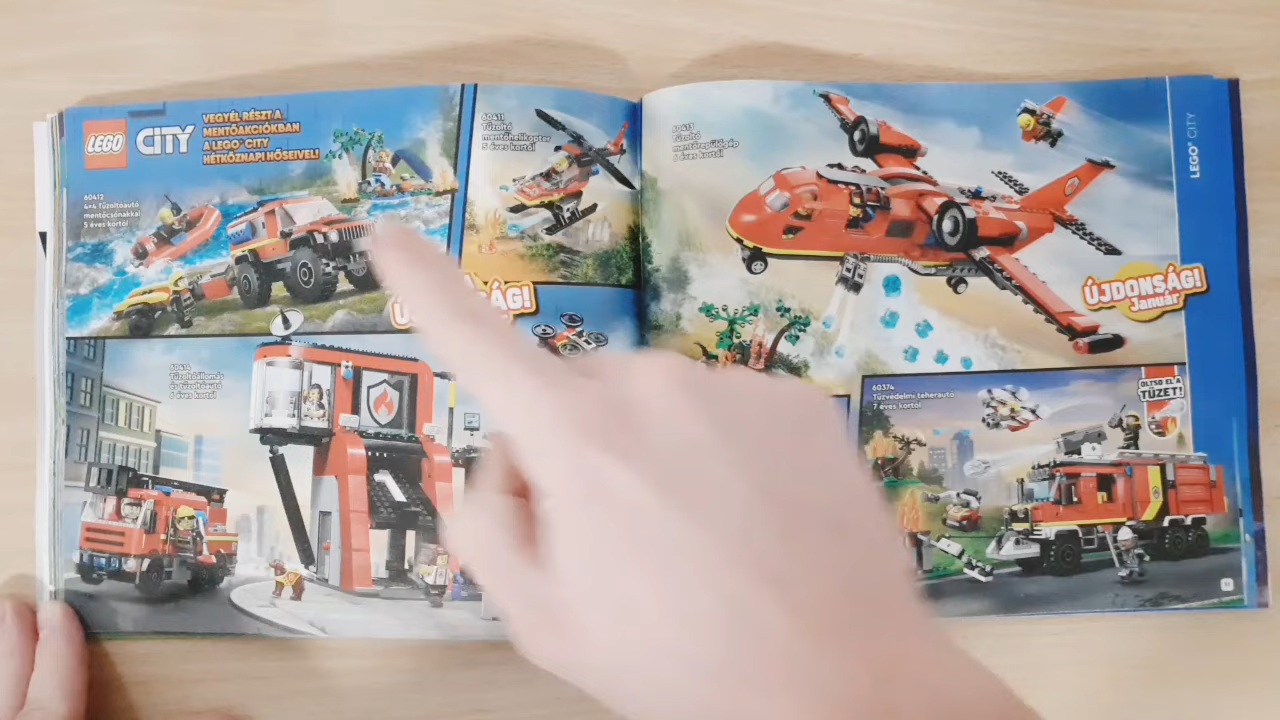 LEGO
CITY
VEGYÉL RÉSZT A
MENTŐAKCIÓKBAN
A LEGO® CITY
HÉTKÖZNAPI HŐSEIVEL!
60412
4×4 Tűzoltóautó
mentőcsónakkal
5 éves kortól
60411
Tűzoltó
mentőhelikopter
5 éves kortól
60414
Tűzoltóállomás
és tűzoltóautó
6 éves kortól
60413
Tűzoltó
mentőrepülőgép
6 éves kortól
ÚJDONSÁG!
Január
LEGO® CITY
60374
Tűzvédelmi teherautó
7 éves kortól
OLTSD EL A
TÜZET!